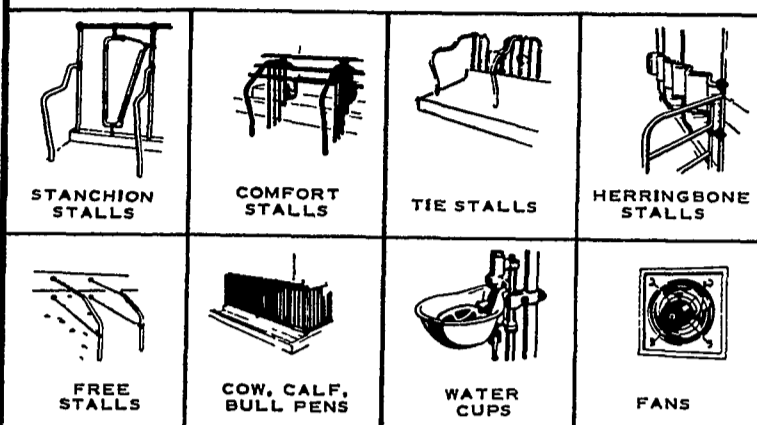 STANCHION
STALLS
COMFORT
STALLS
TIE STALLS
HERRINGBONE
STALLS
FREE
STALLS
COW, CALF,
BULL PENS
WATER
CUPS
FANS